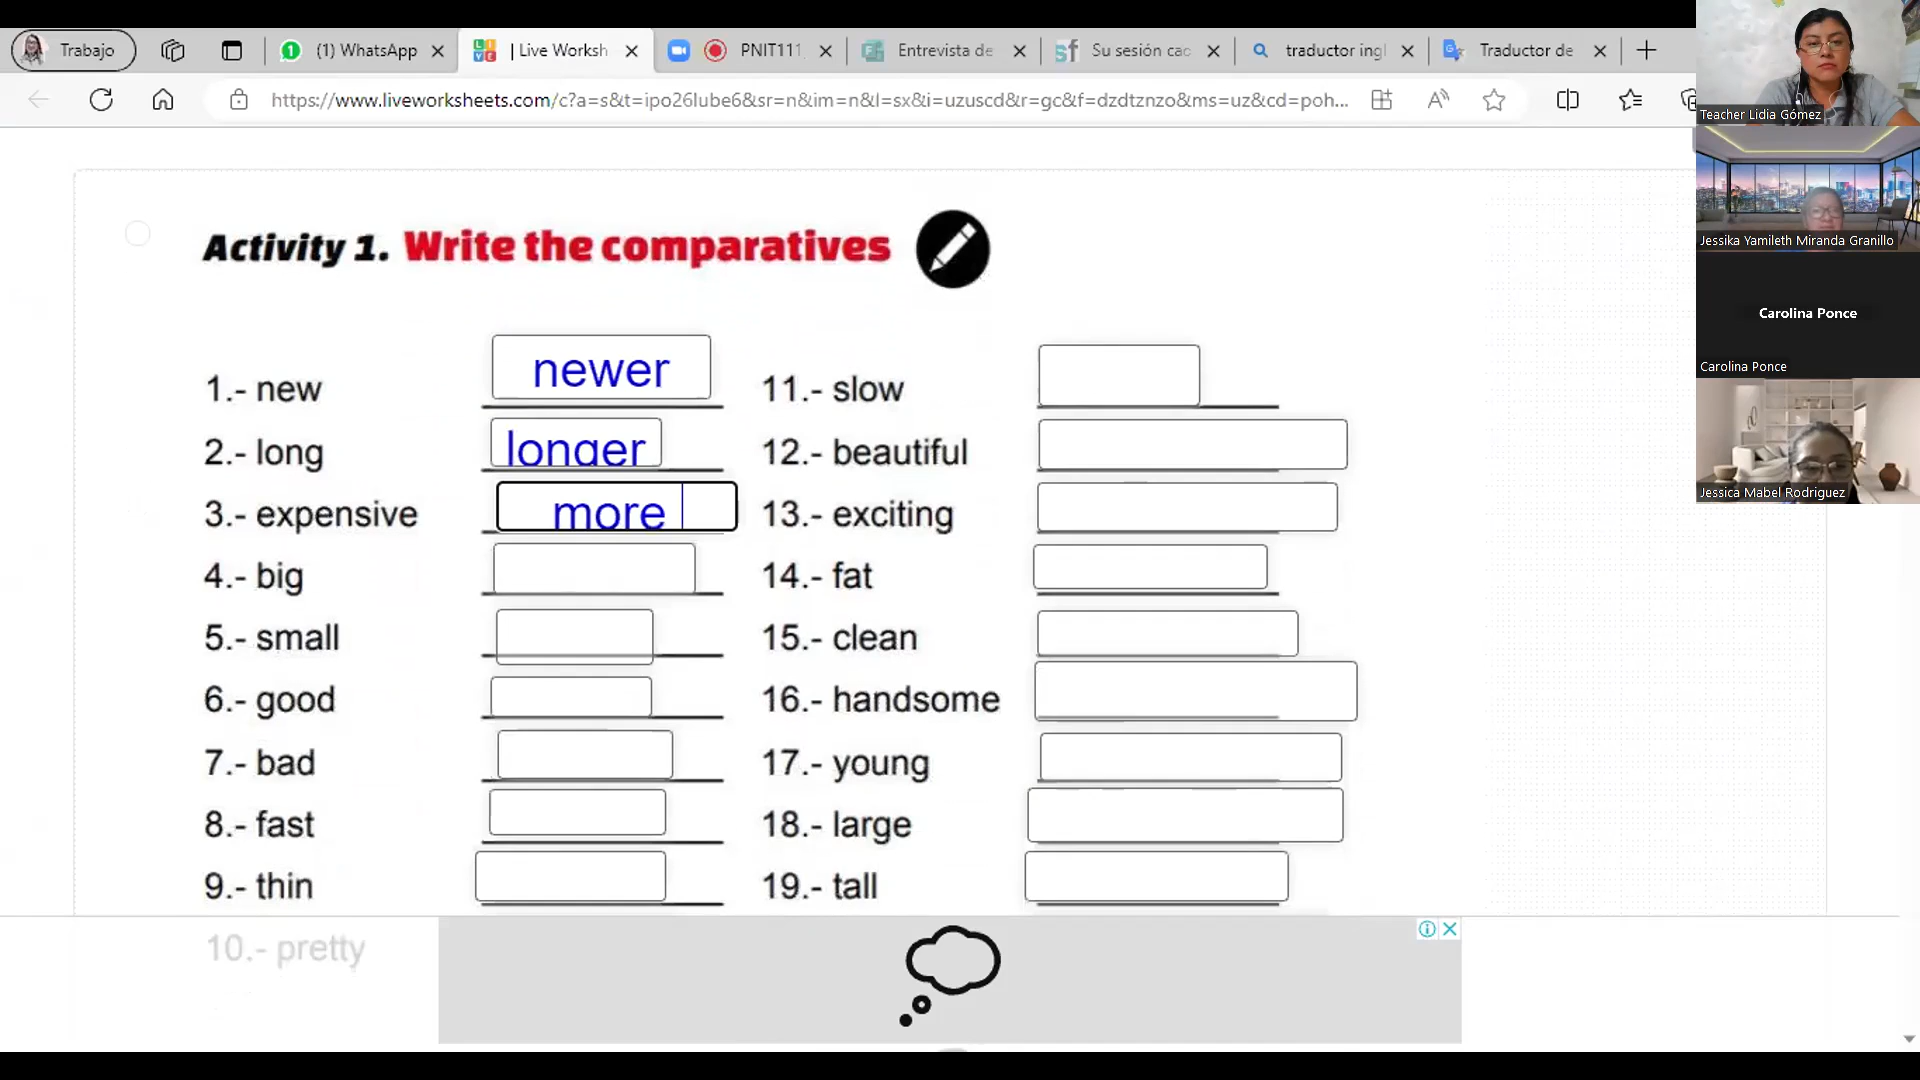 Trabajo
(1) WhatsApp
| Live Worksh
PNIT111
Entrevista de
Su sesión cad
traductor ingl
Traductor de
https://www.liveworksheets.com/c?a=s&t=ipo26lube6&sr=n&im=n&l=sx&i=uzuscd&r=gc&f=dzdtznzo&ms=uz&cd=poh...
Teacher Lidia Gómez
Jessika Yamileth Miranda Granillo
Carolina Ponce
Carolina Ponce
Jessica Mabel Rodriguez
Activity 1. Write the comparatives
1.- new newer
2.- long longer
3.- expensive more
4.- big
5.- small
6.- good
7.- bad
8.- fast
9.- thin
10.- pretty
11.- slow
12.- beautiful
13.- exciting
14.- fat
15.- clean
16.- handsome
17.- young
18.- large
19.- tall